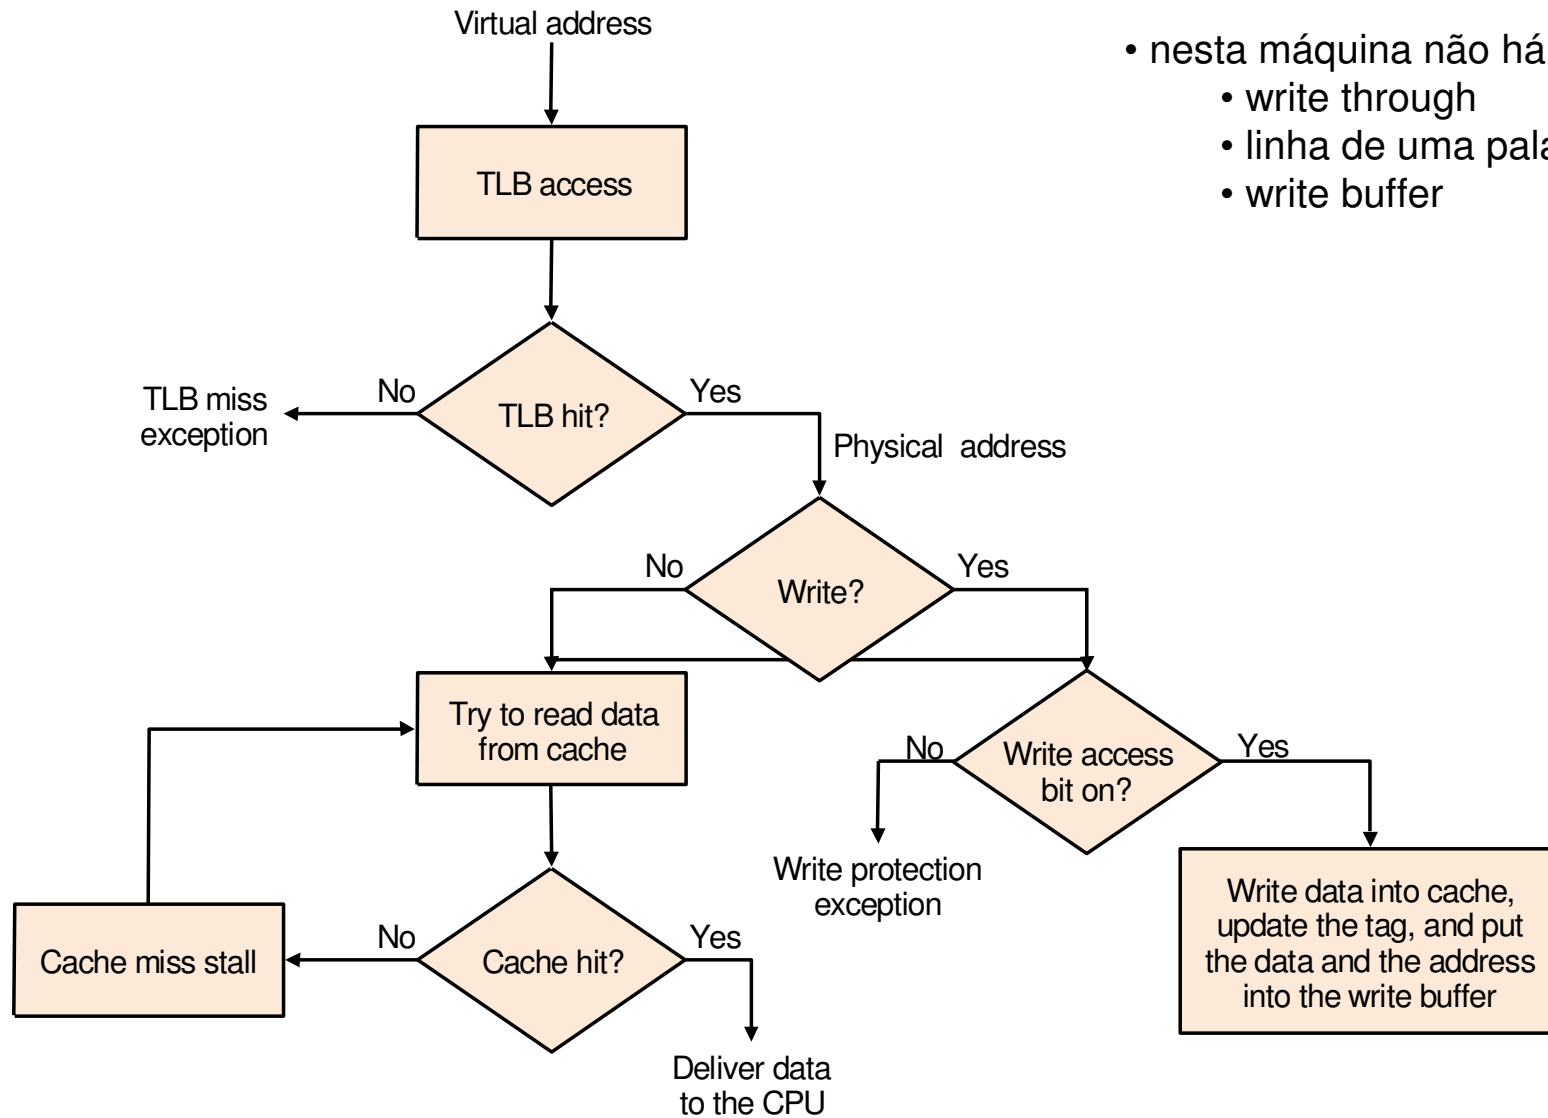 Virtual address
• nesta máquina não há
• write through
• linha de uma
• write buffer
TLB access
TLB hit?
No
Yes
TLB miss
exception
Physical address
Write?
No
Yes
Try to read data
from cache
Write access
bit on?
No
Yes
Write protection
exception
Write data into cache,
update the tag, and put
the data and the address
into the write buffer
Cache hit?
No
Yes
Cache miss stall
Deliver data
to the CPU